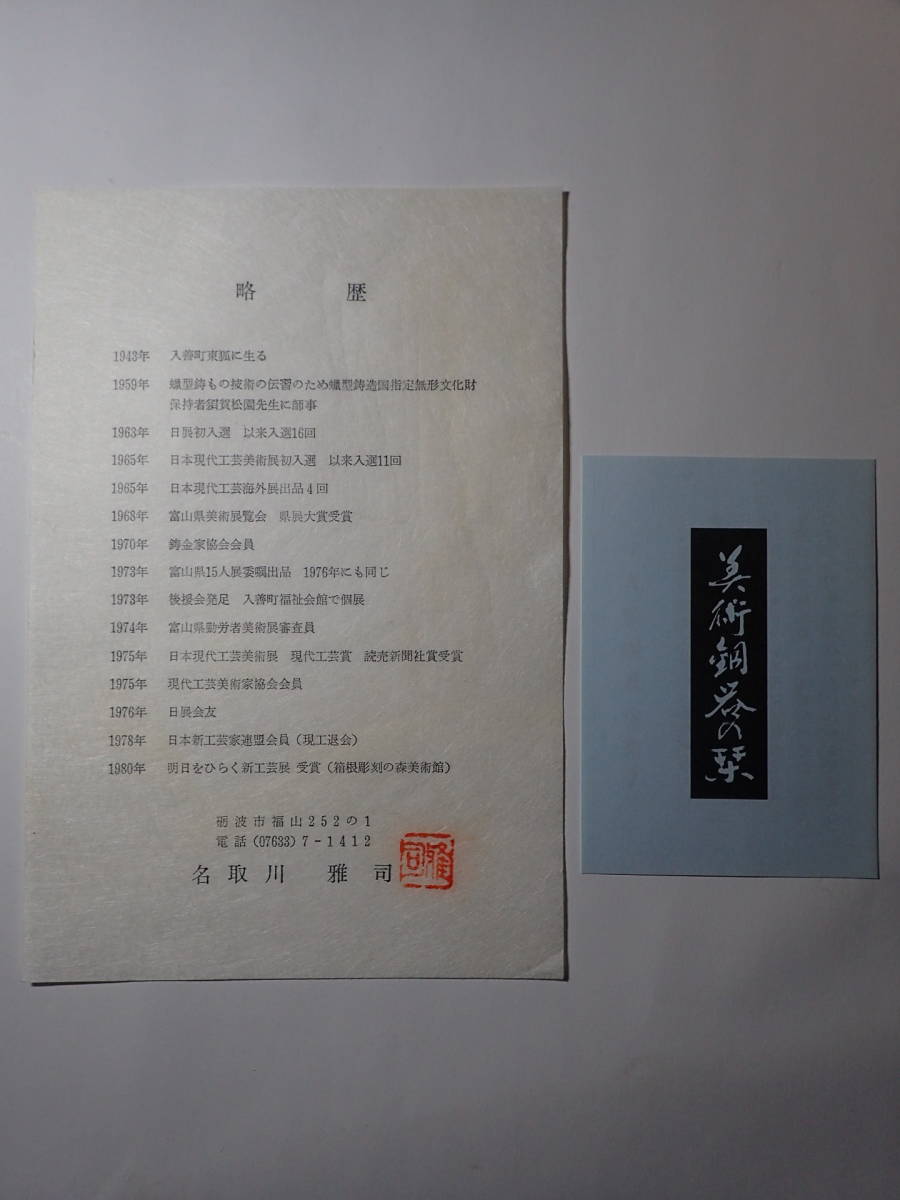 略歴
1943年 入善町東狐に生る
1959年 蠟型鋳もの技術の伝習のため蠟型鋳造国指定無形文化財
保持者須賀松園先生に師事
1963年 日展初入選 以来入選16回
1965年 日本現代工芸美術展初入選 以来入選11回
1965年 日本現代工芸海外展出品4回
1968年 富山県美術展覧会 県展大賞受賞
1970年 鋳金家協会会員
1973年 富山県15人展委嘱出品 1976年にも同じ
1973年 後援会発足 入善町福祉会館で個展
1974年 富山県勤労者美術展審査員
1975年 日本現代工芸美術展 現代工芸賞 読売新聞社賞受賞
1975年 現代工芸美術家協会会員
1976年 日展会友
1978年 日本新工芸家連盟会員(現工退会)
1980年 明日をひらく新工芸展 受賞(箱根彫刻の森美術館)
砺波市福山252の1
電話(07633)7-1412
名取川 雅司
雅司
美術銅器の栞